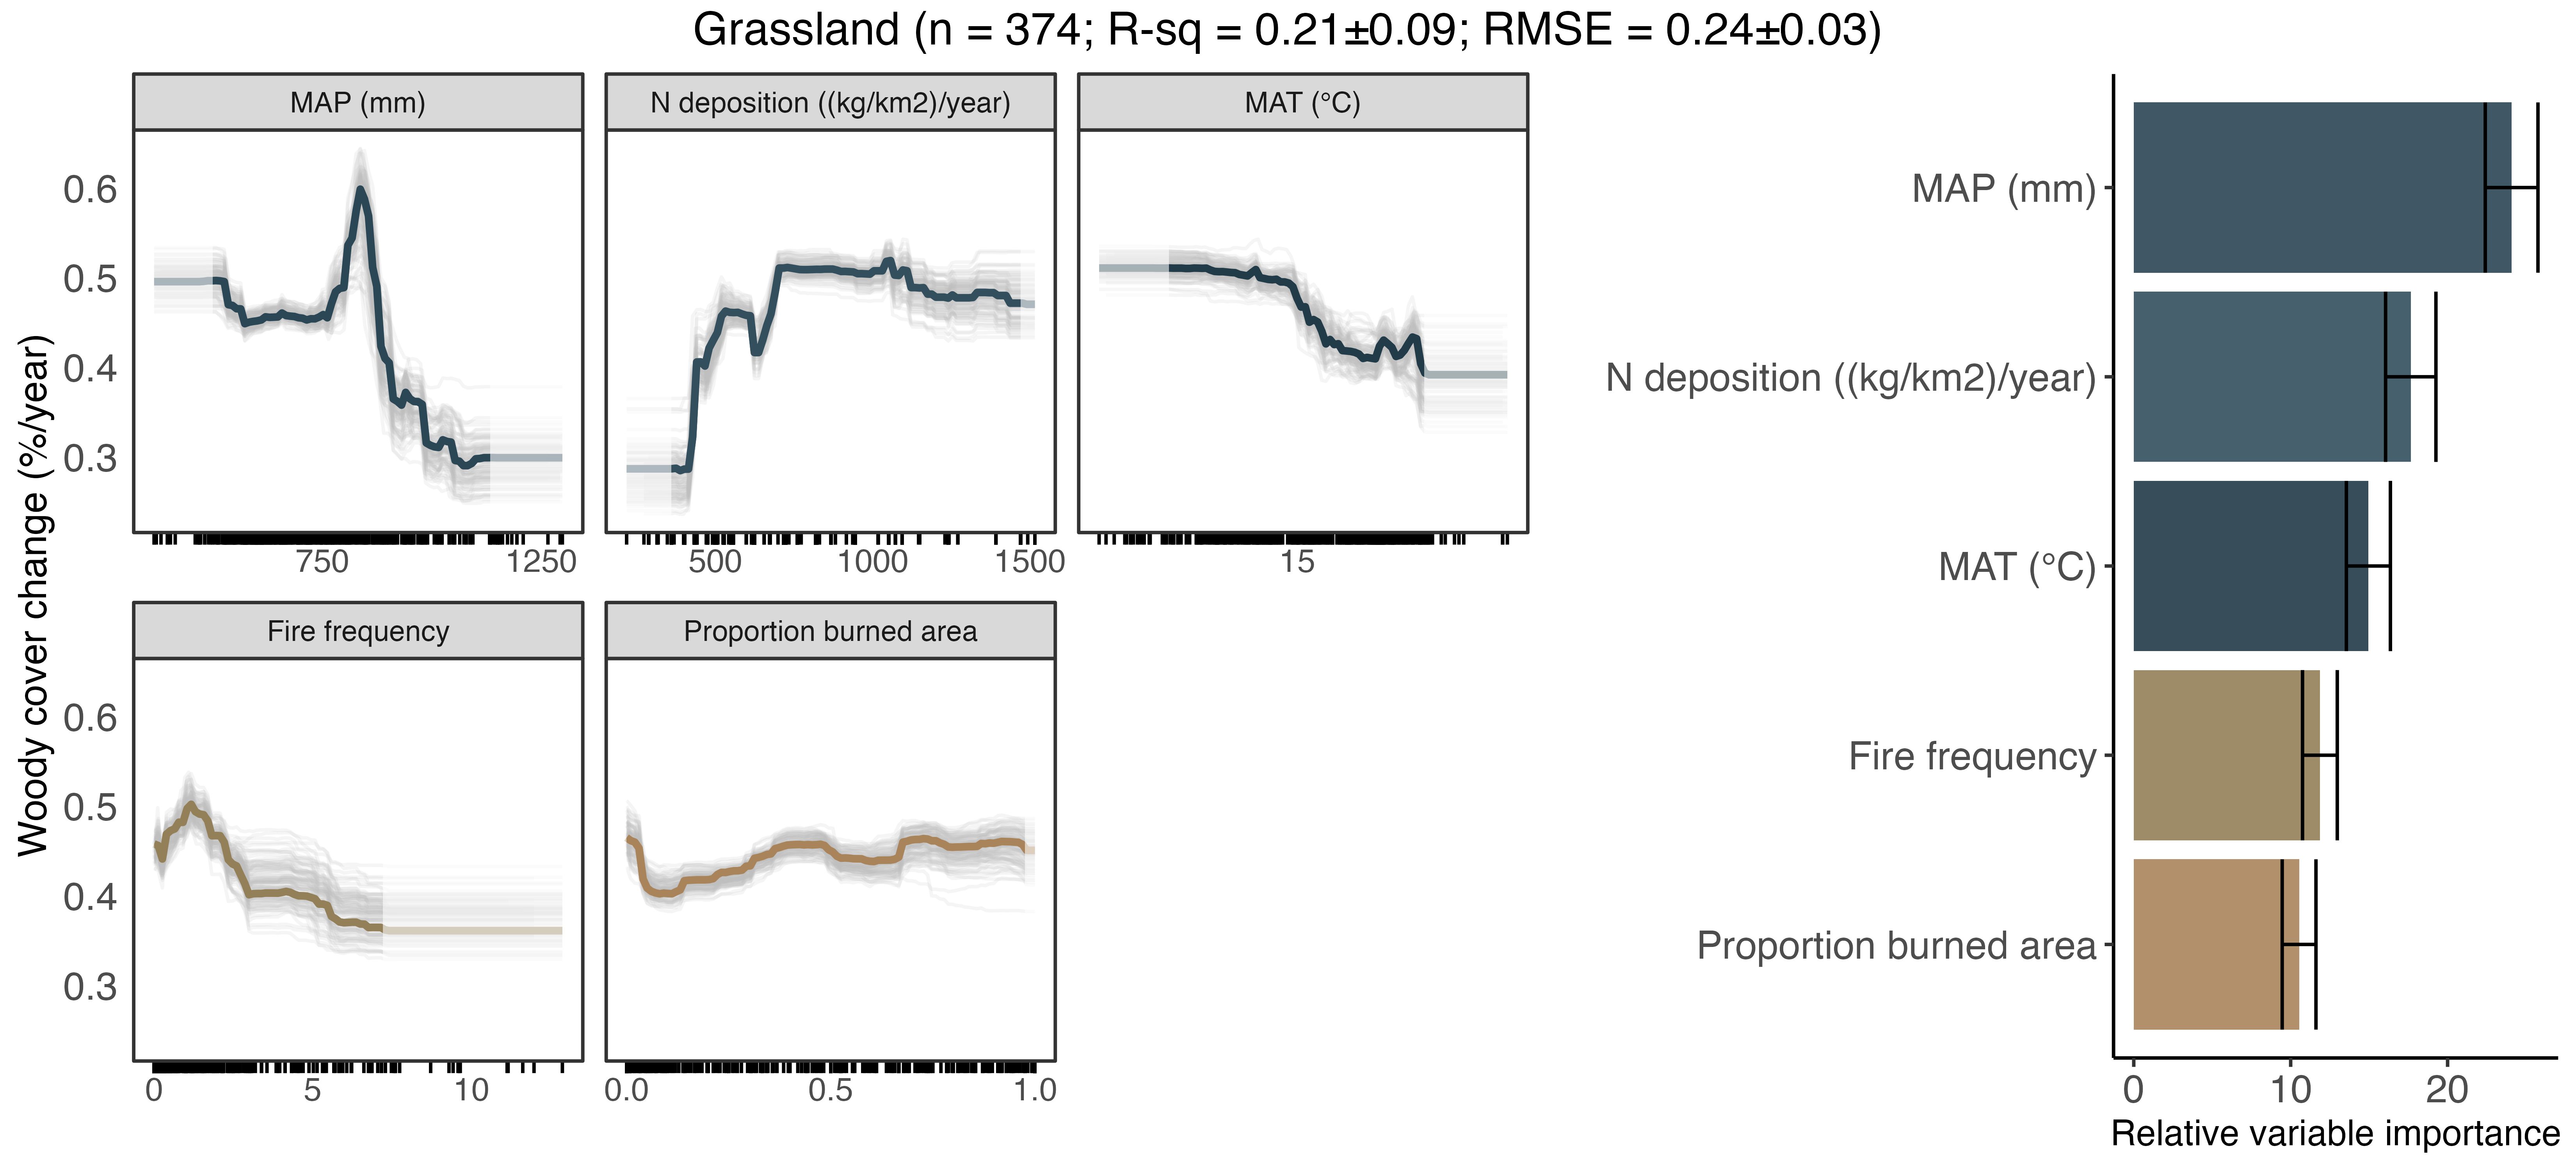 Grassland (n = 374; R-sq = 0.21±0.09; RMSE = 0.24±0.03)
Woody cover change (%/year)
MAP (mm)
N deposition ((kg/km2)/year)
MAT (°C)
0.6
0.5
0.4
0.3
750
1250
500
1000
1500
15
Fire frequency
Proportion burned area
0.6
0.5
0.4
0.3
0
5
10
0.0
0.5
1.0
MAP (mm)
N deposition ((kg/km2)/year)
MAT (°C)
Fire frequency
Proportion burned area
0
10
20
Relative variable importance